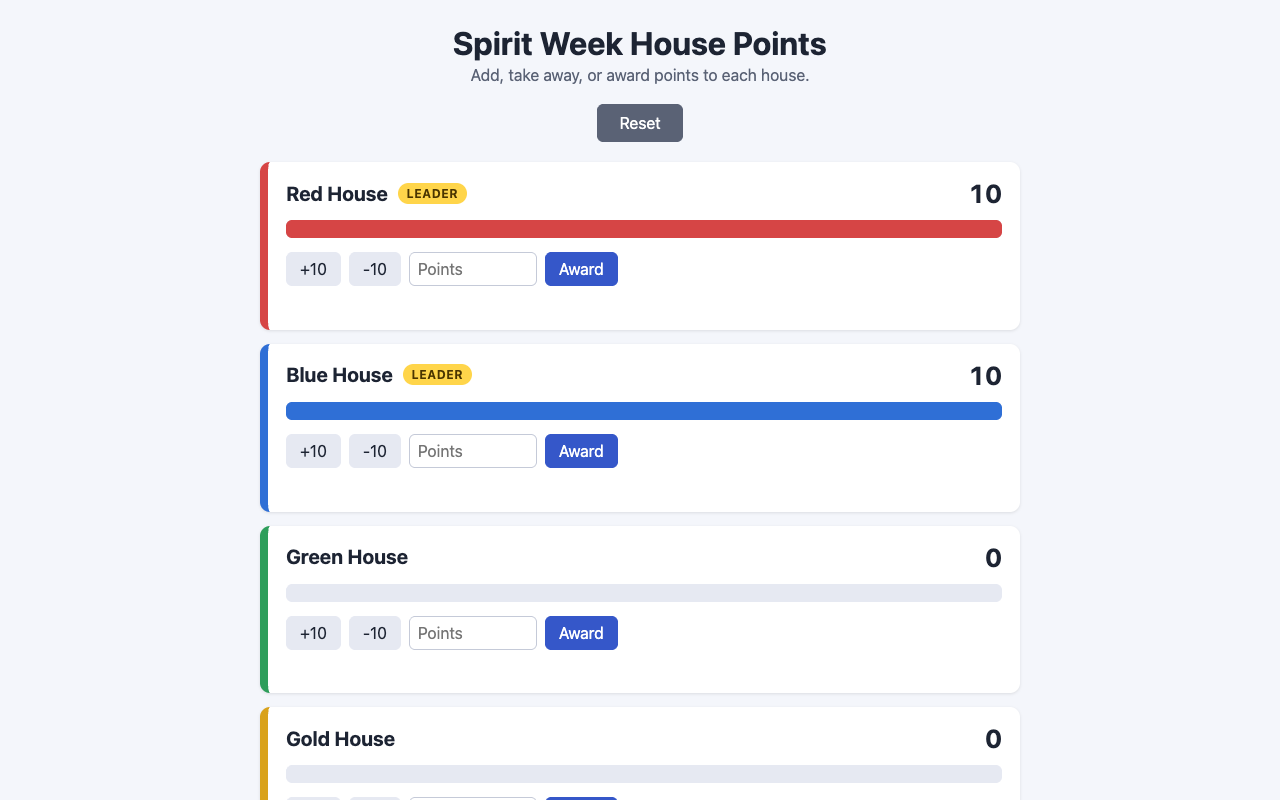 Spirit Week House Points
Add, take away, or award points to each house.
Reset
Red House LEADER 10
+10 -10 Points Award
Blue House LEADER 10
+10 -10 Points Award
Green House 0
+10 -10 Points Award
Gold House 0